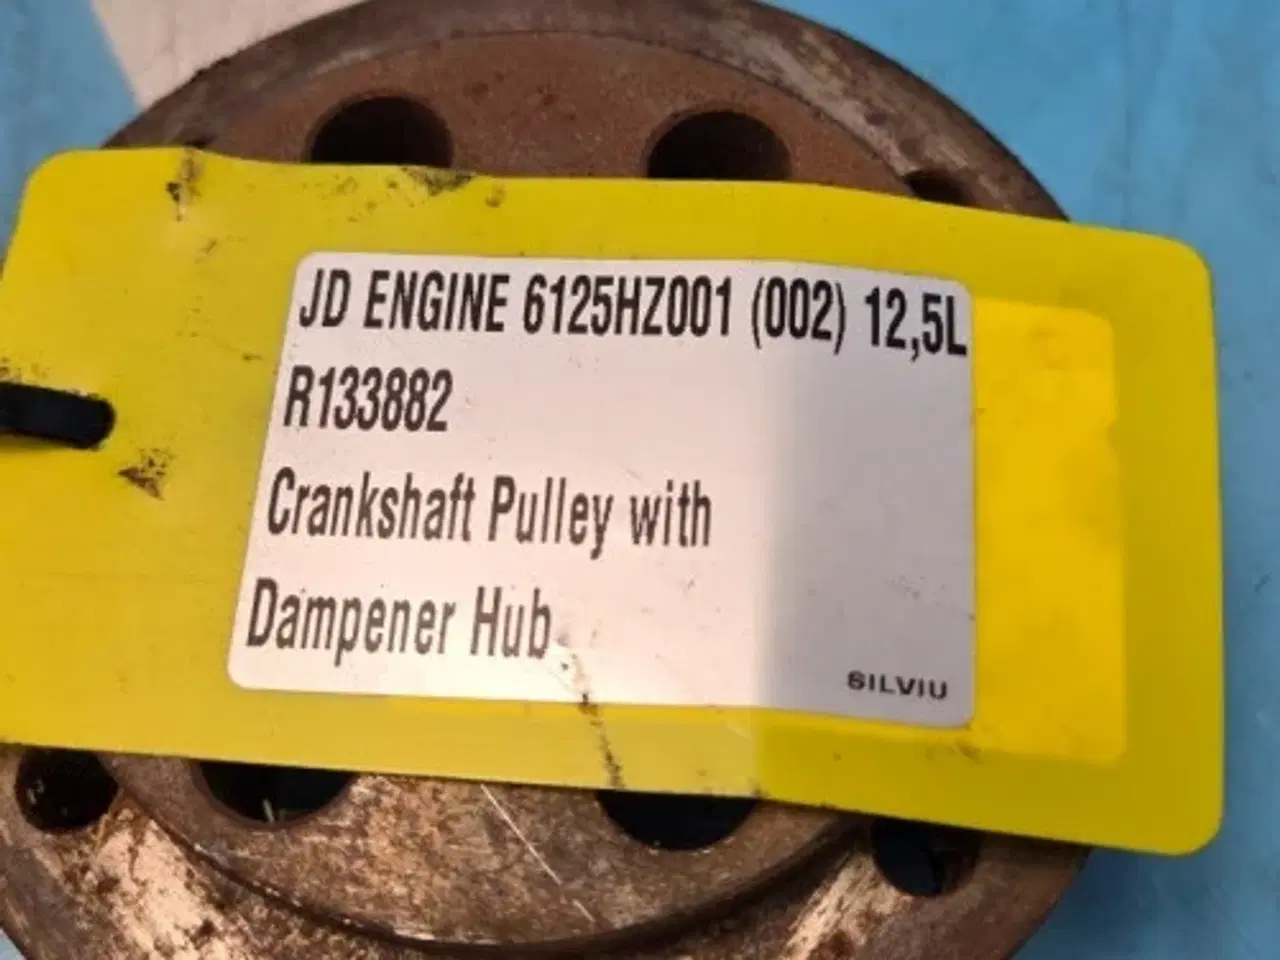 JD ENGINE 6125HZ001 (002) 12,5L
R133882
Crankshaft Pulley with
Dampener Hub
SILVIU